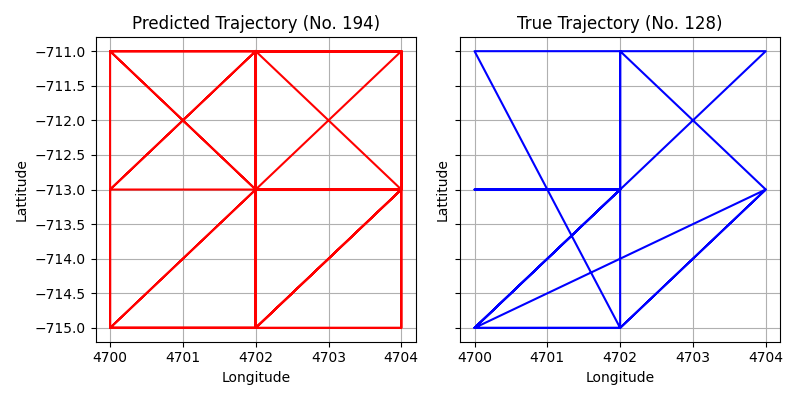 Predicted Trajectory (No. 194)
True Trajectory (No. 128)
−711.0
−711.5
−712.0
−712.5
−713.0
−713.5
−714.0
−714.5
−715.0
Lattitude
Lattitude
4700 4701 4702 4703 4704
4700 4701 4702 4703 4704
Longitude
Longitude